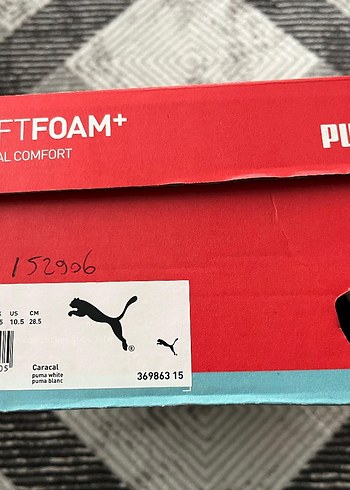 FTFOAM+
AL COMFORT
PU
152906
US CM
5 10.5 28.5
05
Caracal
puma white
puma blanc
369863 15
®